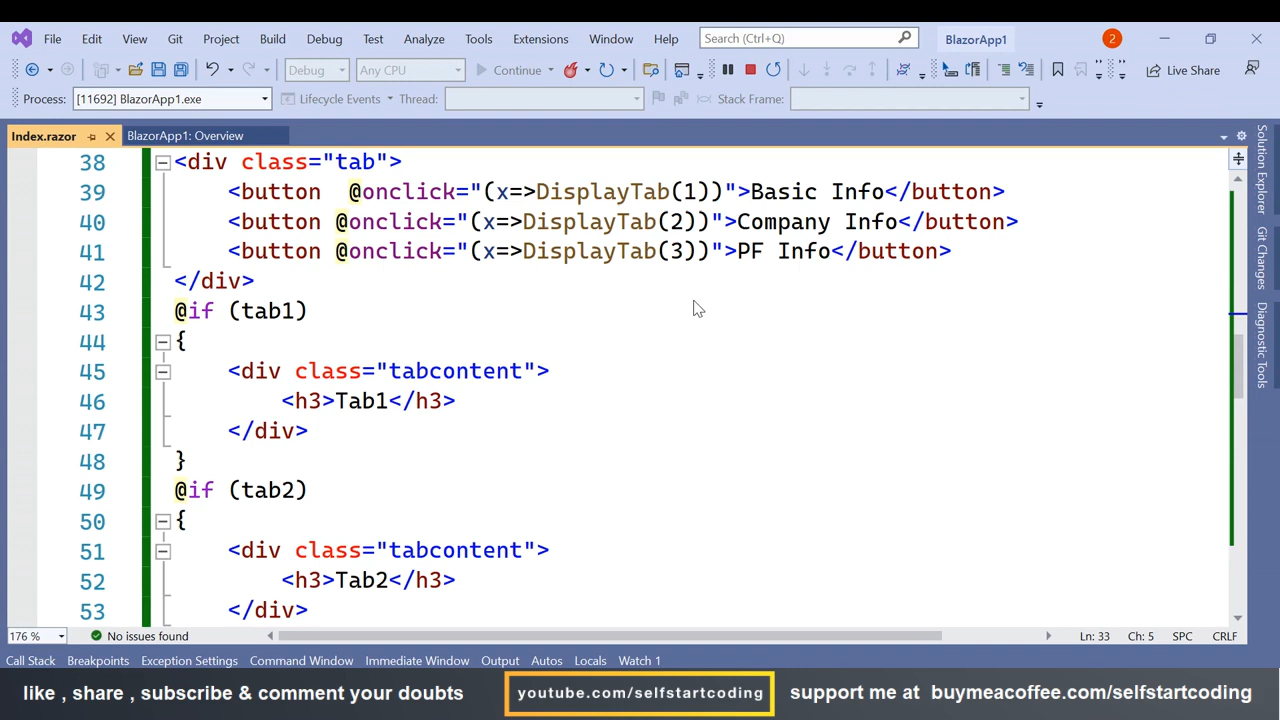 File Edit View Git Project Build Debug Test Analyze Tools Extensions Window Help Search (Ctrl+Q) BlazorApp1 2
Debug Any CPU Continue Live Share
Process: [11692] BlazorApp1.exe Lifecycle Events Thread: Stack Frame:
Index.razor BlazorApp1: Overview
38 <div class="tab">
39 <button  @onclick="(x=>DisplayTab(1))">Basic Info</button>
40 <button @onclick="(x=>DisplayTab(2))">Company Info</button>
41 <button @onclick="(x=>DisplayTab(3))">PF Info</button>
42 </div>
43 @if (tab1)
44 {
45 <div class="tabcontent">
46 <h3>Tab1</h3>
47 </div>
48 }
49 @if (tab2)
50 {
51 <div class="tabcontent">
52 <h3>Tab2</h3>
53 </div>
Solution Explorer
Git Changes
Diagnostic Tools
176 % No issues found Ln: 33 Ch: 5 SPC CRLF
Call Stack Breakpoints Exception Settings Command Window Immediate Window Output Autos Locals Watch 1
like , share , subscribe & comment your doubts youtube.com/selfstartcoding support me at buymeacoffee.com/selfstartcoding